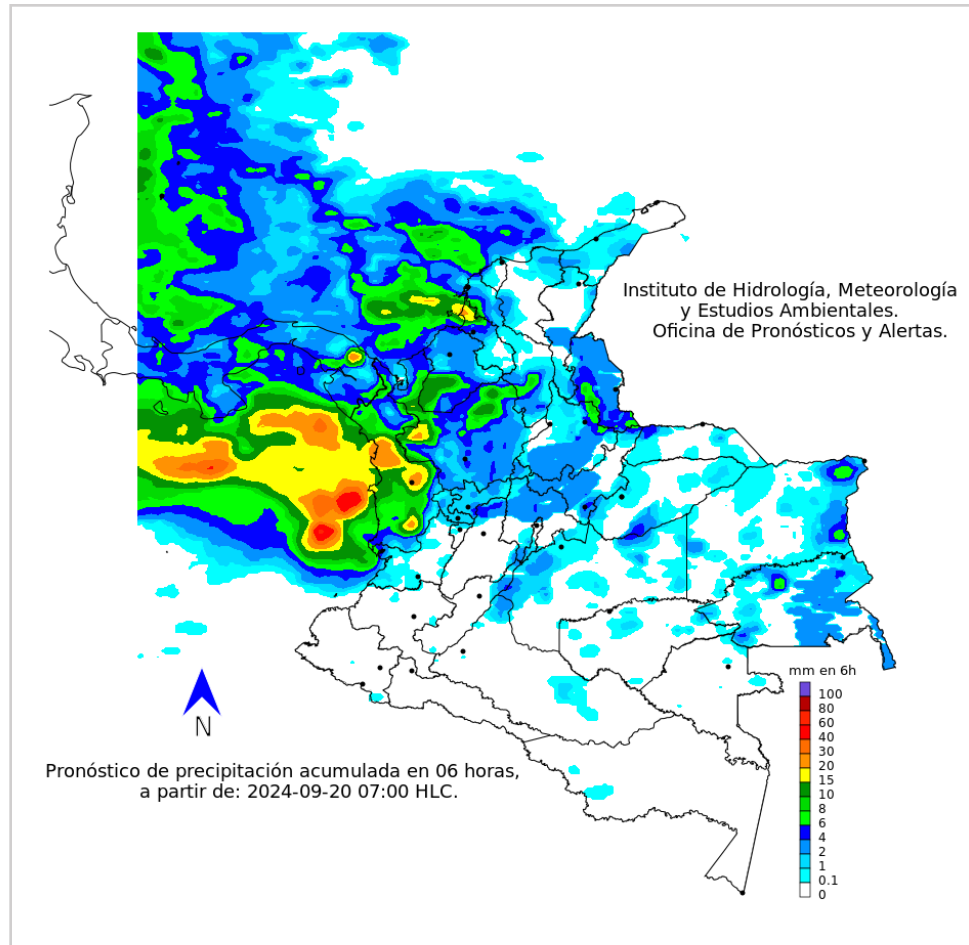 Instituto de Hidrología, Meteorología
y Estudios Ambientales.
Oficina de Pronósticos y Alertas.
mm en 6h
100
80
60
40
30
20
15
10
8
6
4
2
1
0.1
0
N
Pronóstico de precipitación acumulada en 06 horas,
a partir de: 2024-09-20 07:00 HLC.